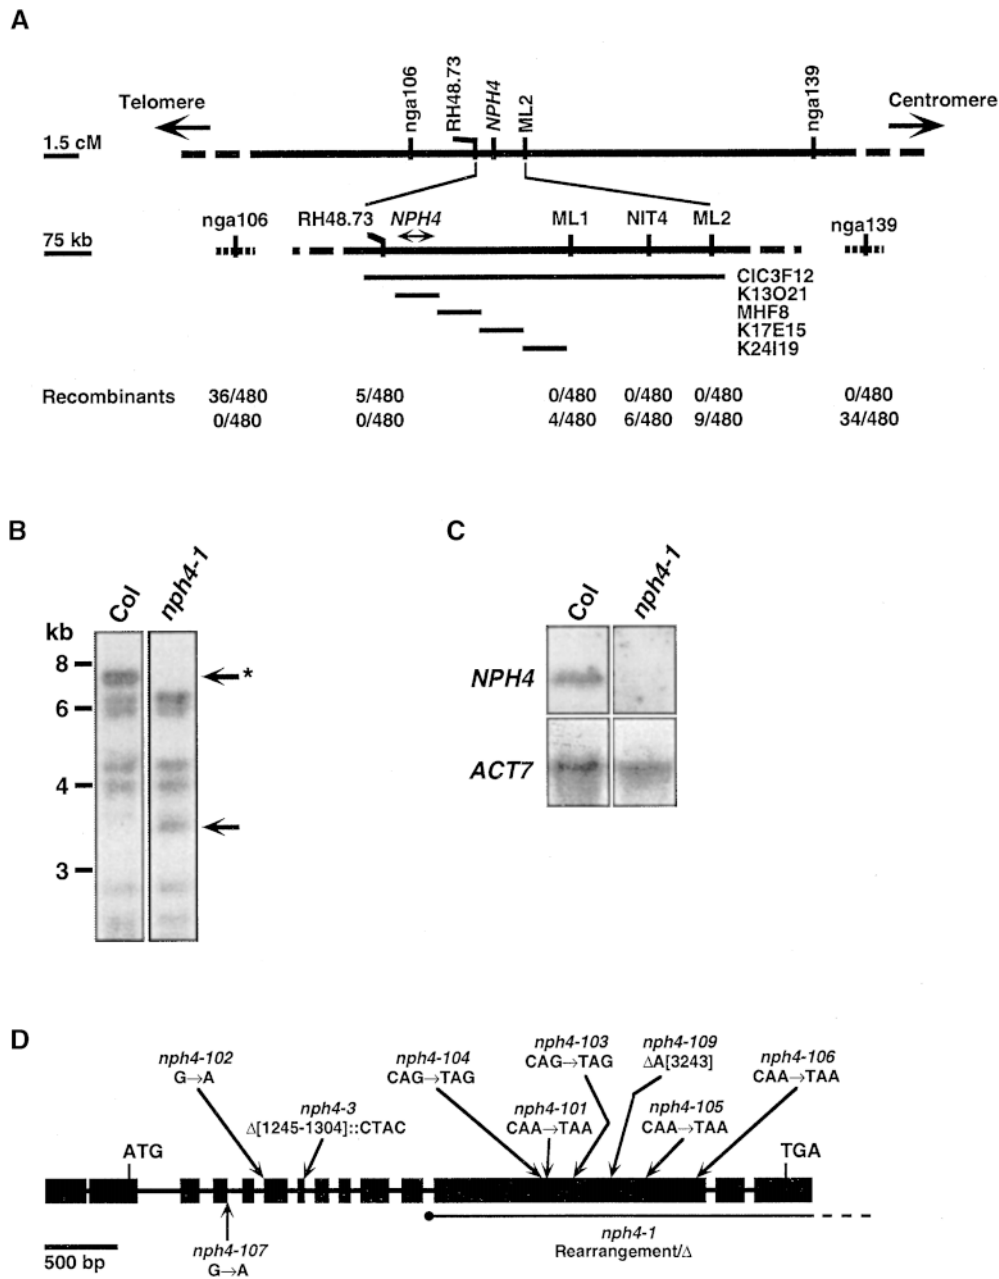 A
Telomere
nga106
RH48.73
NPH4
ML2
nga139
Centromere
1.5 cM
nga106
RH48.73
NPH4
ML1
NIT4
ML2
nga139
75 kb
CIC3F12
K13O21
MHF8
K17E15
K24I19
Recombinants 36/480 5/480 0/480 0/480 0/480 0/480
0/480 0/480 4/480 6/480 9/480 34/480
B
Col
nph4-1
kb
8
*
6
4
3
C
Col
nph4-1
NPH4
ACT7
D
nph4-102
G→A
nph4-3
Δ[1245-1304]::CTAC
nph4-104
CAG→TAG
nph4-103
CAG→TAG
nph4-101
CAA→TAA
nph4-109
ΔA[3243]
nph4-105
CAA→TAA
nph4-106
CAA→TAA
ATG
TGA
nph4-107
G→A
nph4-1
Rearrangement/Δ
500 bp